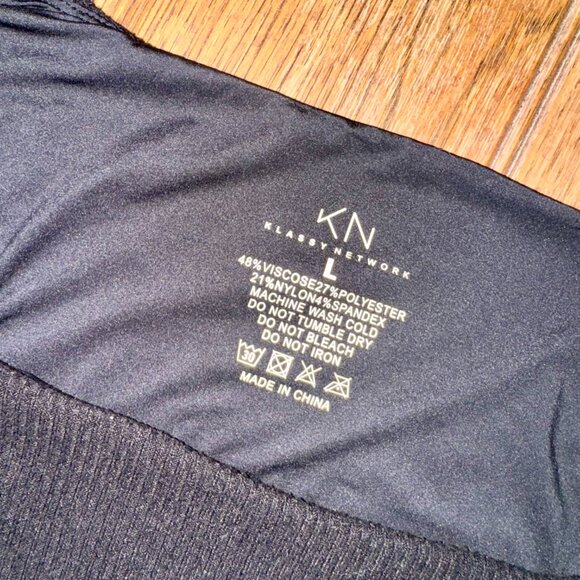 KN
KLASSY NETWORK
L
48%VISCOSE27%POLYESTER
21%NYLON4%SPANDEX
MACHINE WASH COLD
DO NOT TUMBLE DRY
DO NOT BLEACH
DO NOT IRON
30
MADE IN CHINA